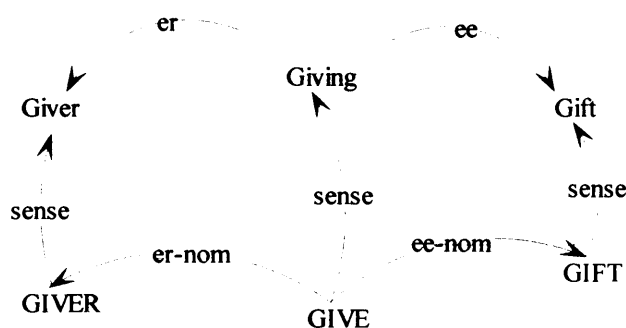 er
ee
Giver
Giving
Gift
sense
sense
sense
er-nom
ee-nom
GIVER
GIVE
GIFT